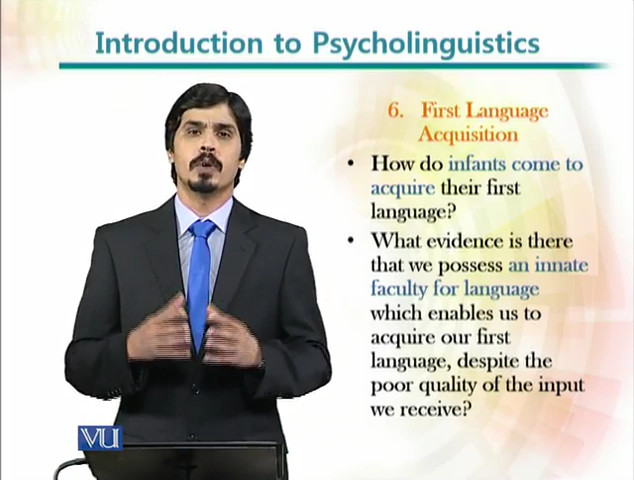 Introduction to Psycholinguistics
6. First Language
Acquisition
• How do infants come to
acquire their first
language?
• What evidence is there
that we possess an innate
faculty for language
which enables us to
acquire our first
language, despite the
poor quality of the input
we receive?
VU